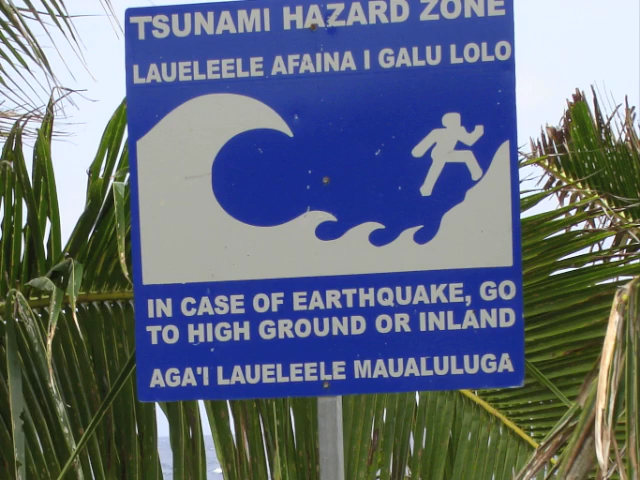 TSUNAMI HAZARD ZONE
LAUELEELE AFAINA I GALU LOLO
IN CASE OF EARTHQUAKE, GO
TO HIGH GROUND OR INLAND
AGA'I LAUELEELE MAUALULUGA